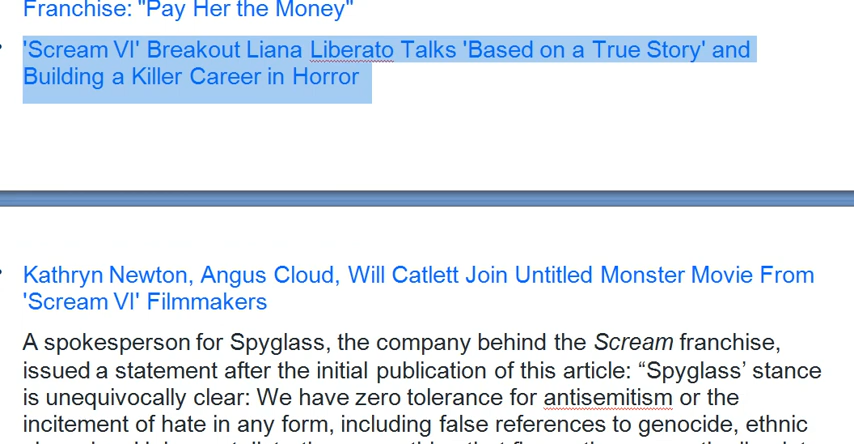 Franchise: "Pay Her the Money"
'Scream VI' Breakout Liana Liberato Talks 'Based on a True Story' and
Building a Killer Career in Horror
Kathryn Newton, Angus Cloud, Will Catlett Join Untitled Monster Movie From
'Scream VI' Filmmakers
A spokesperson for Spyglass, the company behind the Scream franchise,
issued a statement after the initial publication of this article: “Spyglass’ stance
is unequivocally clear: We have zero tolerance for antisemitism or the
incitement of hate in any form, including false references to genocide, ethnic